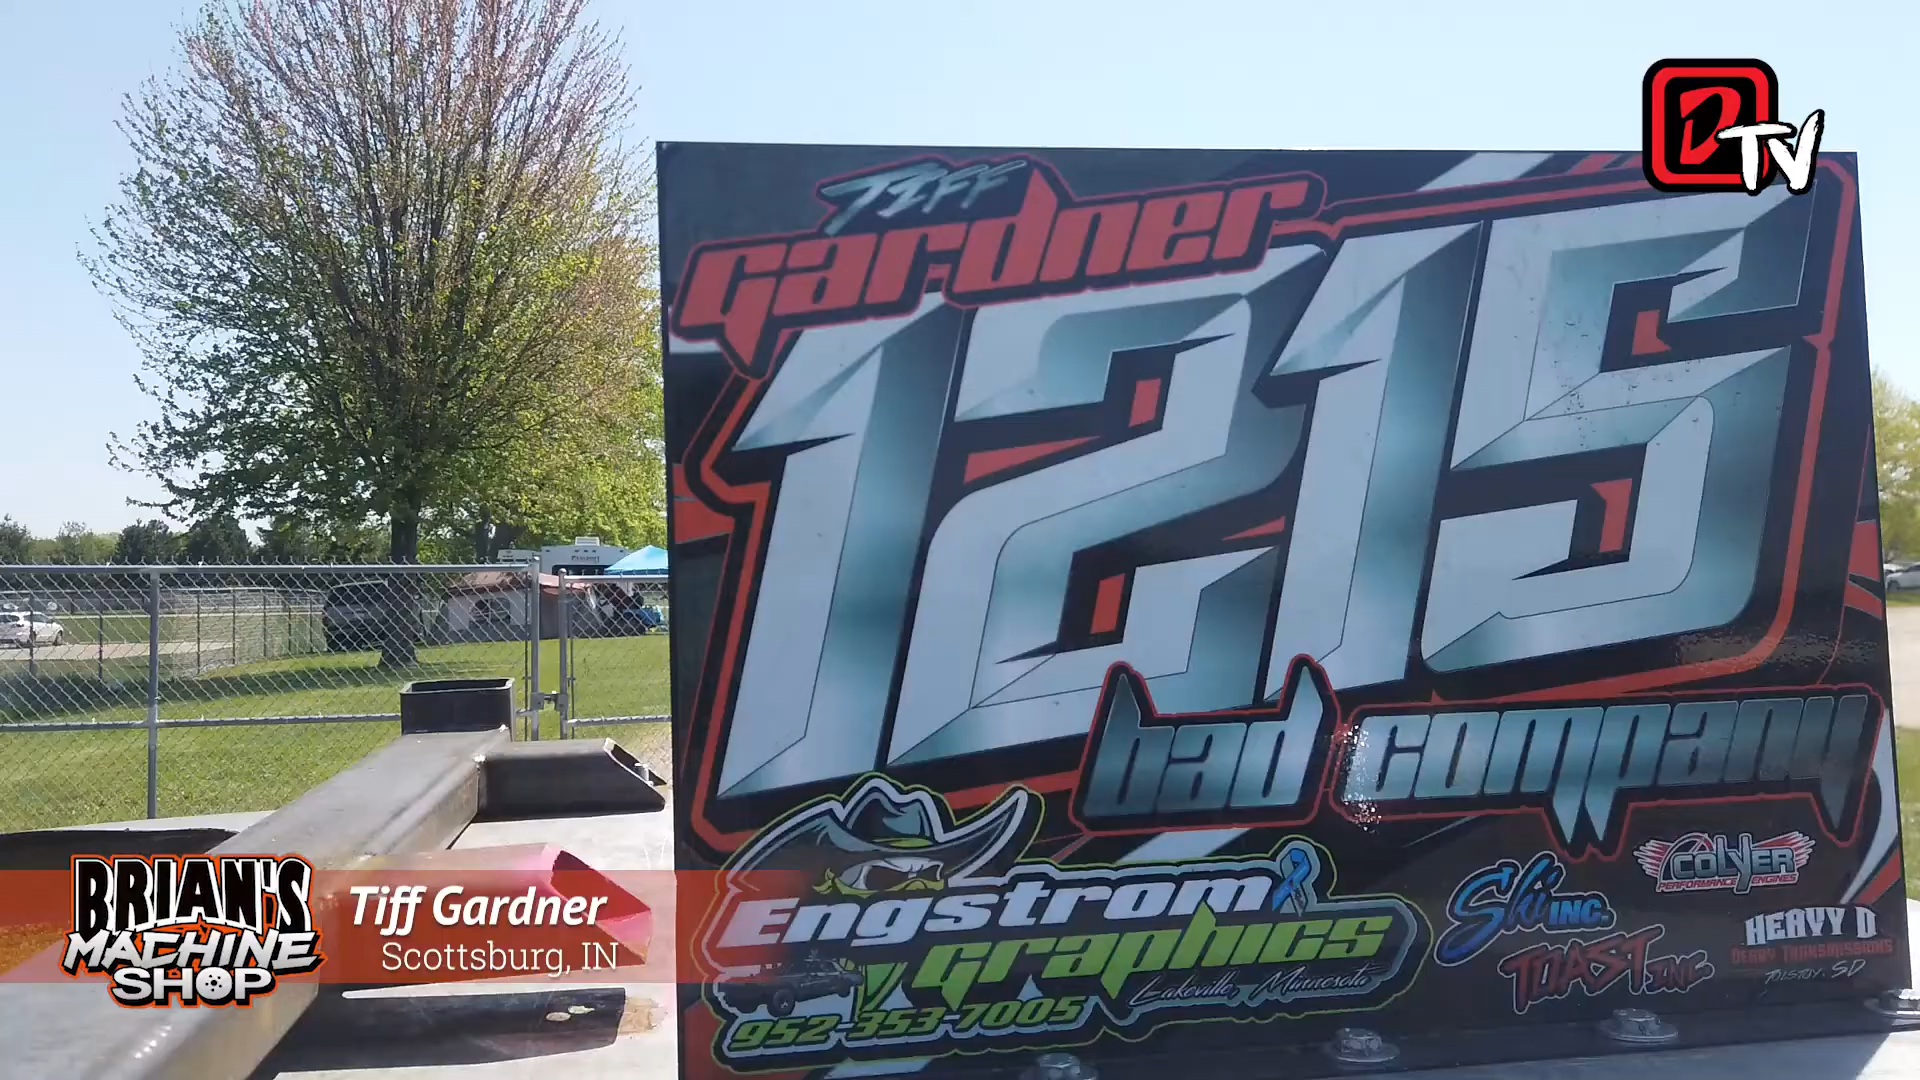 D
TV
TIFF
Gardner
1215
bad company
Engstrom
graphics
Lakeville, Minnesota
952-353-7005
Ski INC.
TOAST INC
COLYER
PERFORMANCE ENGINES
HEAVY D
DERBY TRANSMISSIONS
BRIAN'S
MACHINE
SHOP
Tiff Gardner
Scottsburg, IN